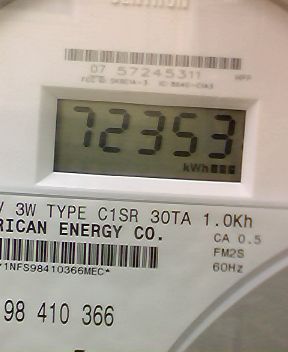 07 57245311
72353
kWh
3W TYPE C1SR 30TA 1.0Kh
RICAN ENERGY CO.
CA 0.5
FM2S
60Hz
1NFS98410366MEC*
98 410 366